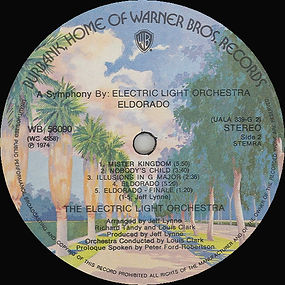 BURBANK, HOME OF WARNER BROS. RECORDS
WB
A Symphony By: ELECTRIC LIGHT ORCHESTRA
ELDORADO
WB 56090
(WS 4558)
℗ 1974
(UALA 339-G 2)
STEREO
Side 2
STEMRA
1. MISTER KINGDOM (5:50)
2. NOBODY'S CHILD (3:40)
3. ILLUSIONS IN G MAJOR (2:36)
4. ELDORADO (5:20)
5. ELDORADO - FINALE (1:20)
(1-5: Jeff Lynne)
THE ELECTRIC LIGHT ORCHESTRA
Arranged by Jeff Lynne,
Richard Tandy and Louis Clark
Produced by Jeff Lynne
Orchestra Conducted by Louis Clark
Prologue Spoken by Peter Ford-Robertson